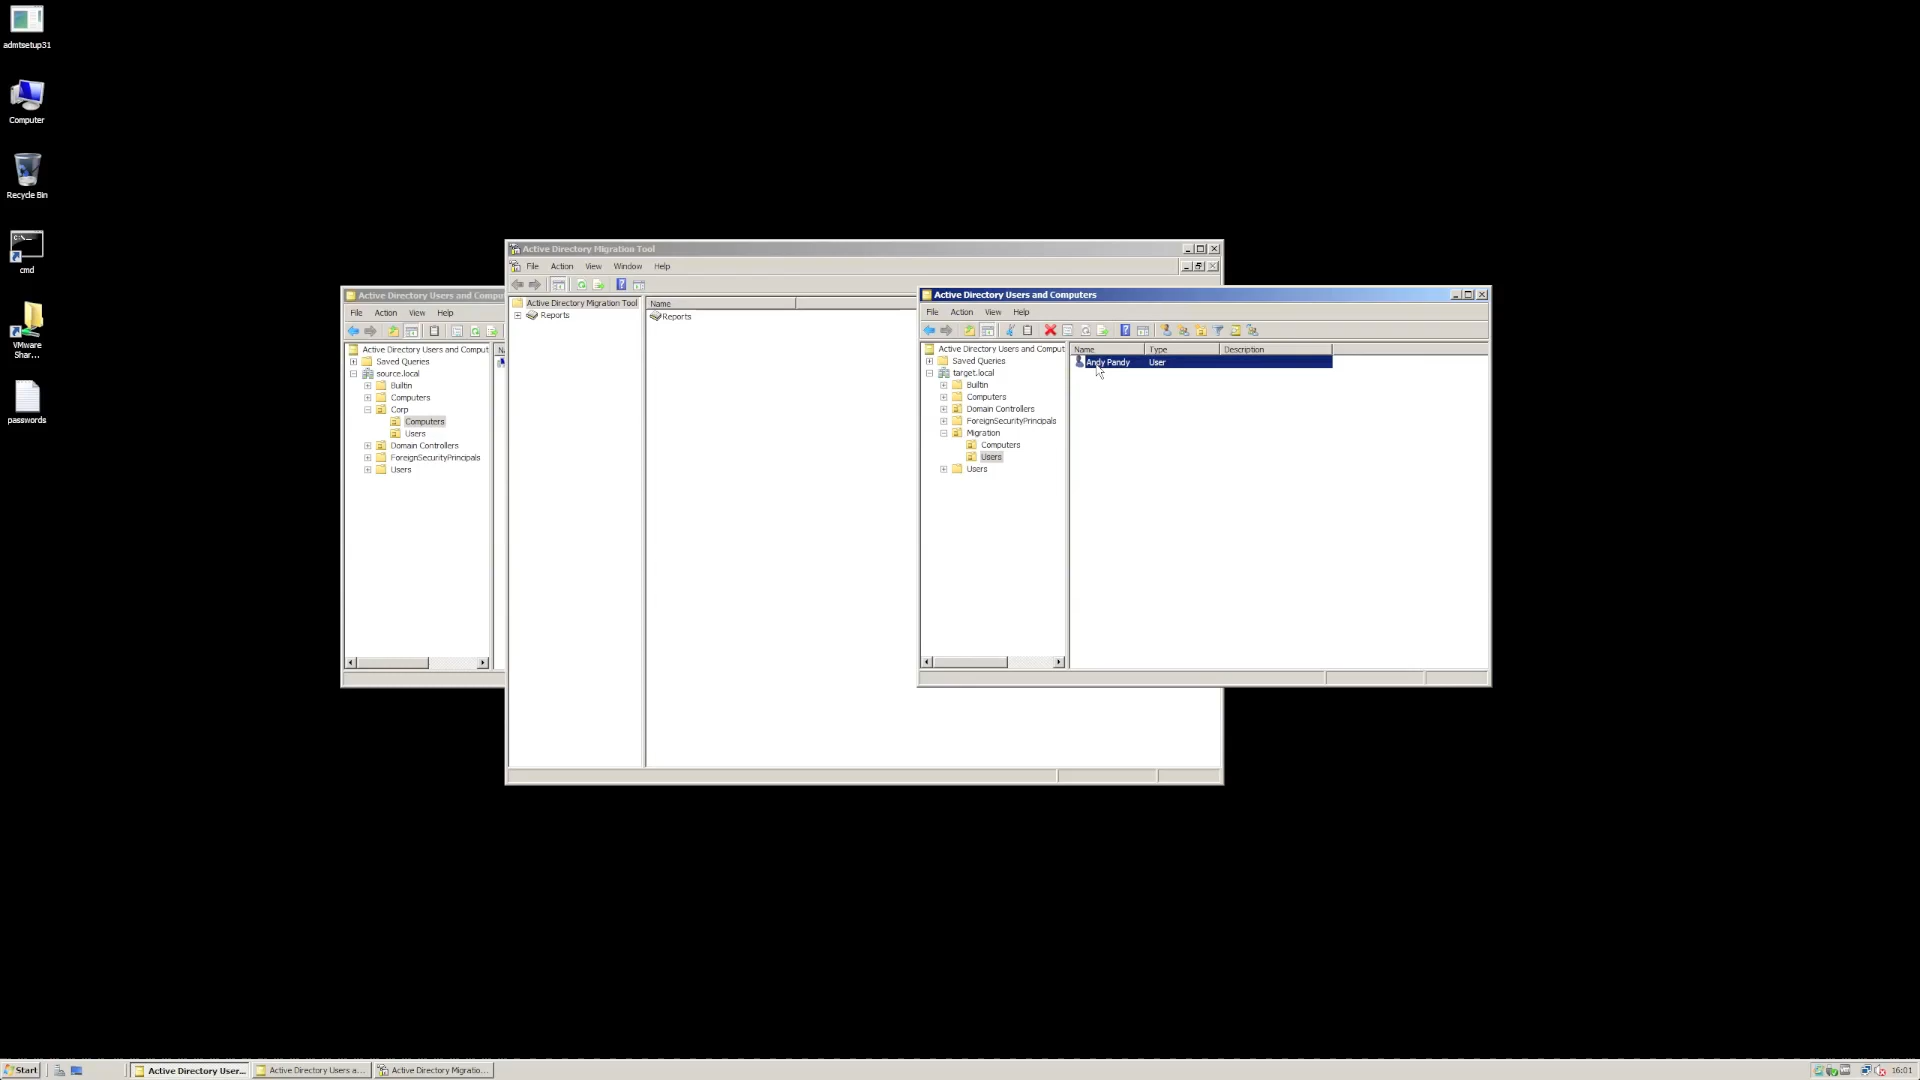 admtsetup31
Computer
Recycle Bin
cmd
VMware
Shar...
passwords
Active Directory Migration Tool
File Action View Window Help
Active Directory Migration Tool
Reports
Name
Reports
Active Directory Users and Compu
File Action View Help
Active Directory Users and Comput
Saved Queries
source.local
Builtin
Computers
Corp
Computers
Users
Domain Controllers
ForeignSecurityPrincipals
Users
Active Directory Users and Computers
File Action View Help
Active Directory Users and Comput
Saved Queries
target.local
Builtin
Computers
Domain Controllers
ForeignSecurityPrincipals
Migration
Computers
Users
Users
Name Type Description
Andy Pandy User
Start
Active Directory User...
Active Directory Users a...
Active Directory Migratio...
16:01